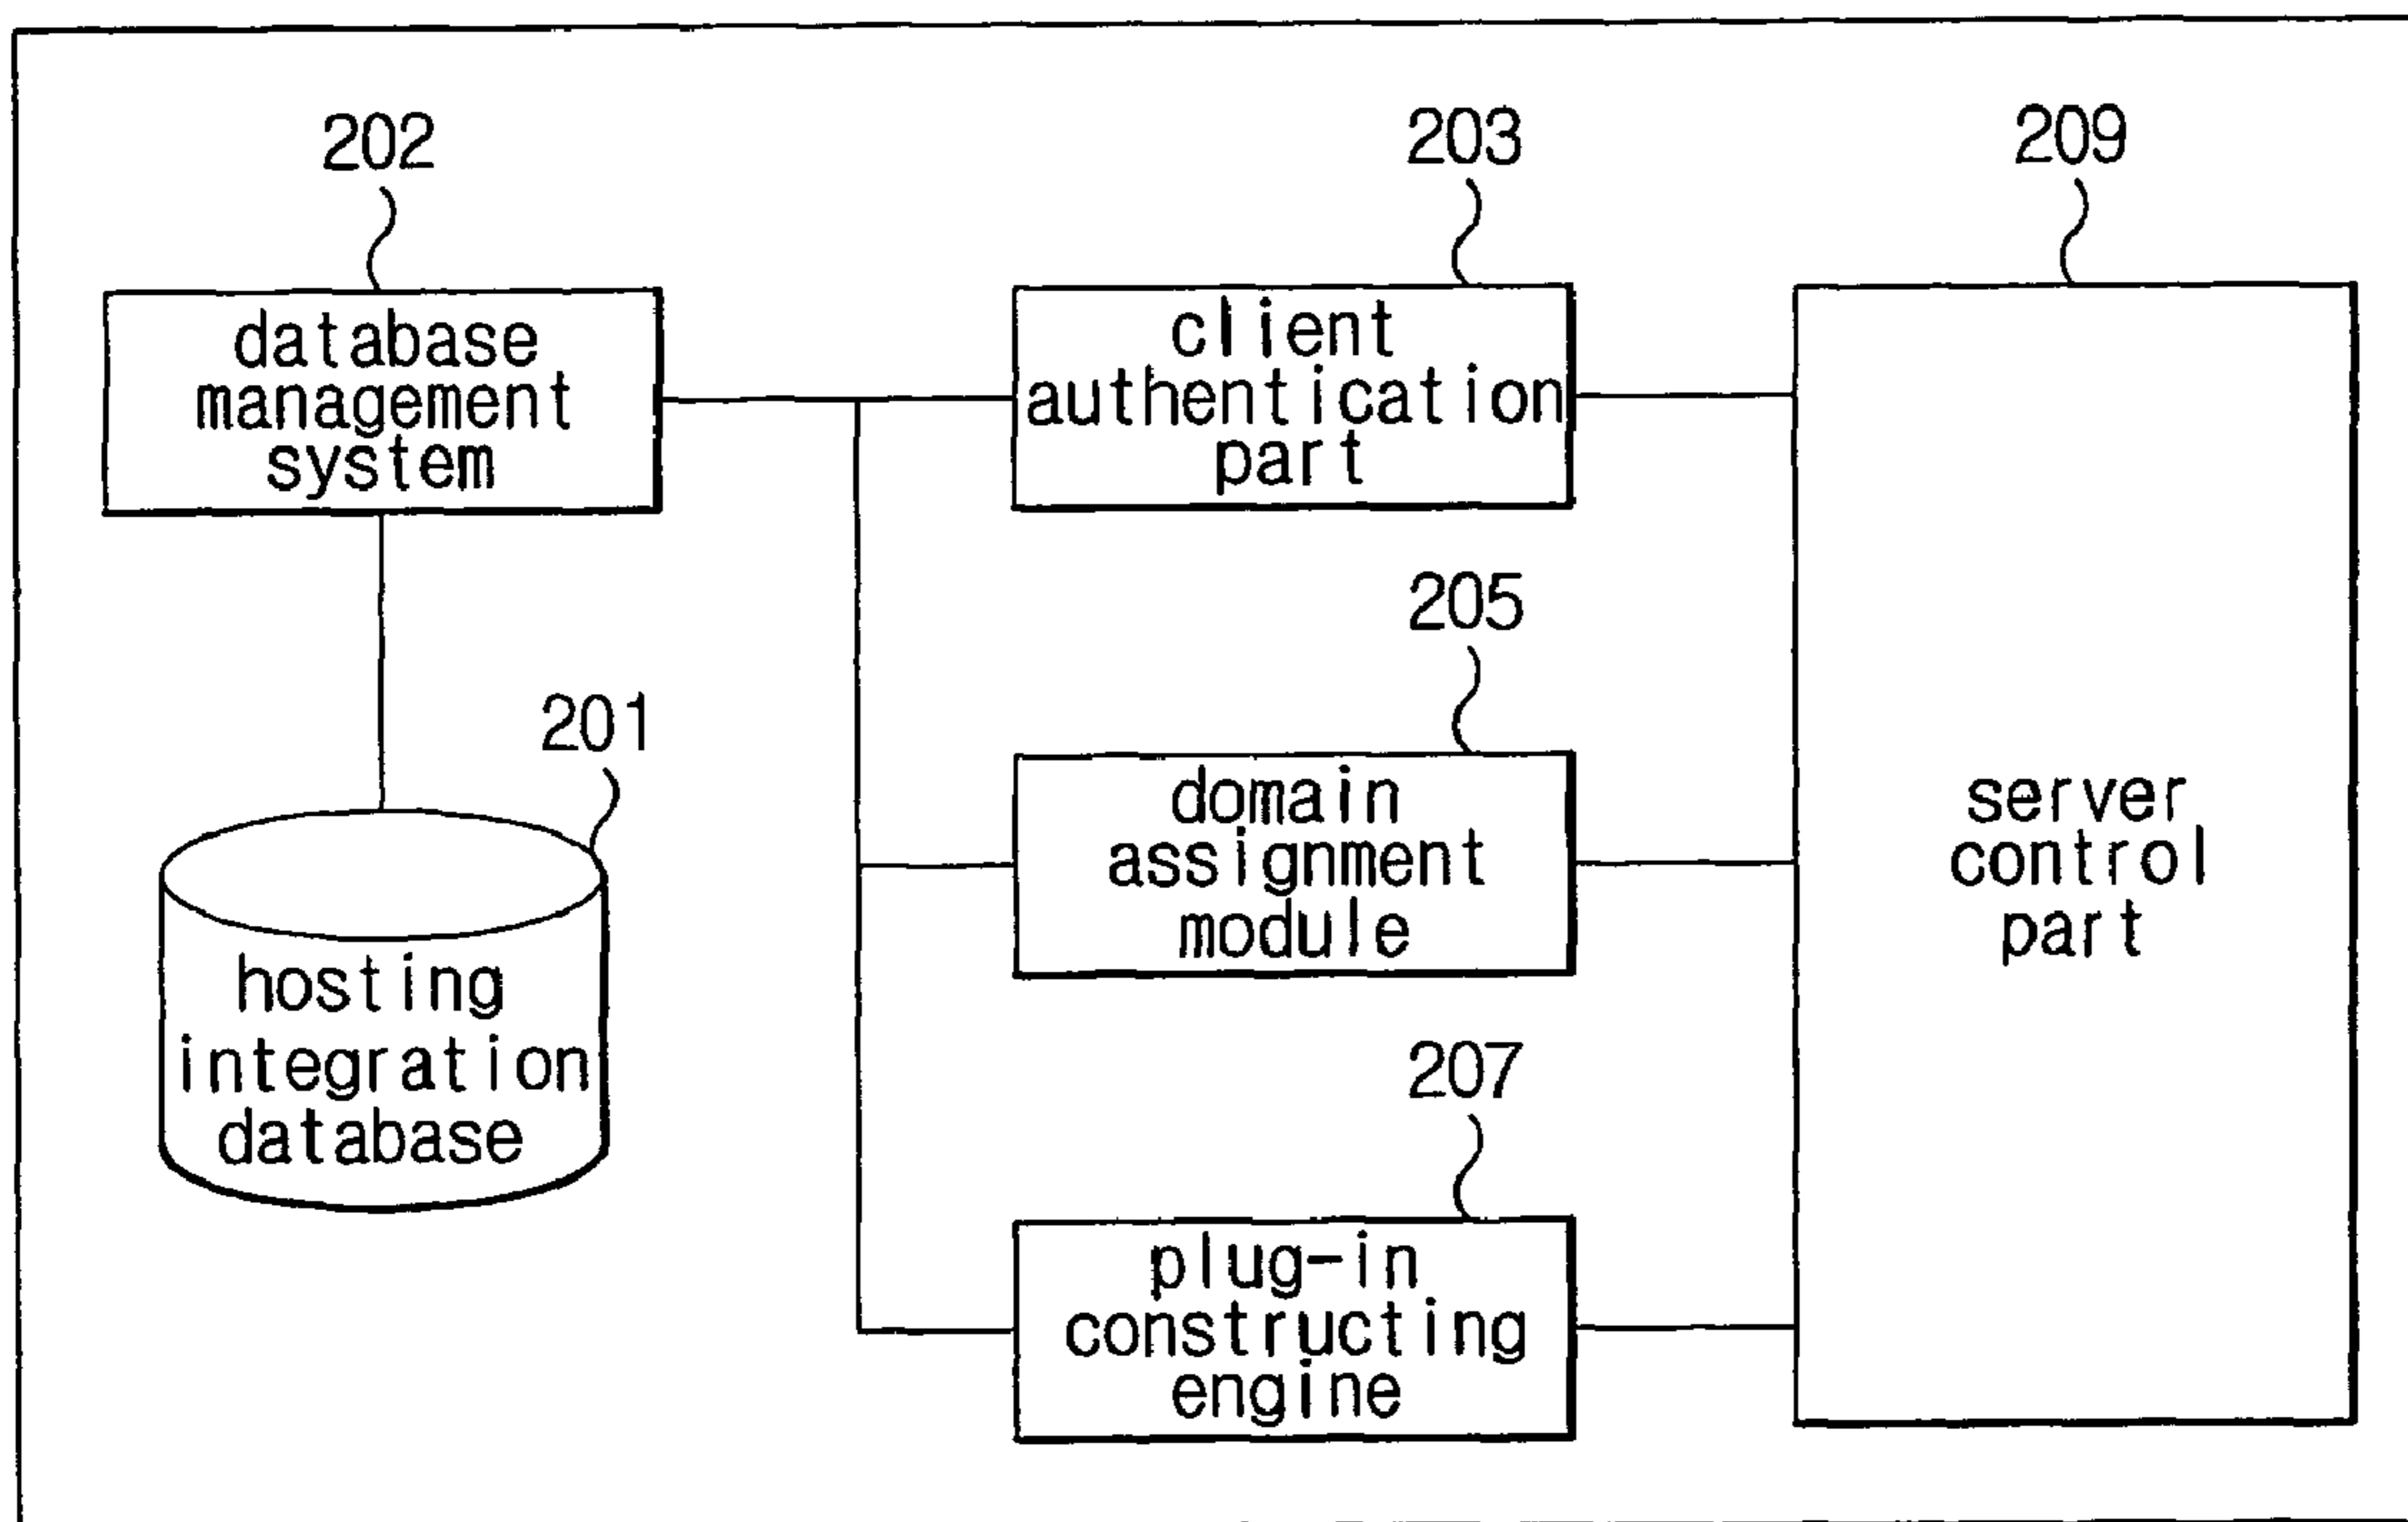 202
203
209
database
management
system
client
authentication
part
205
201
domain
assignment
module
server
control
part
hosting
integration
database
207
plug-in
constructing
engine